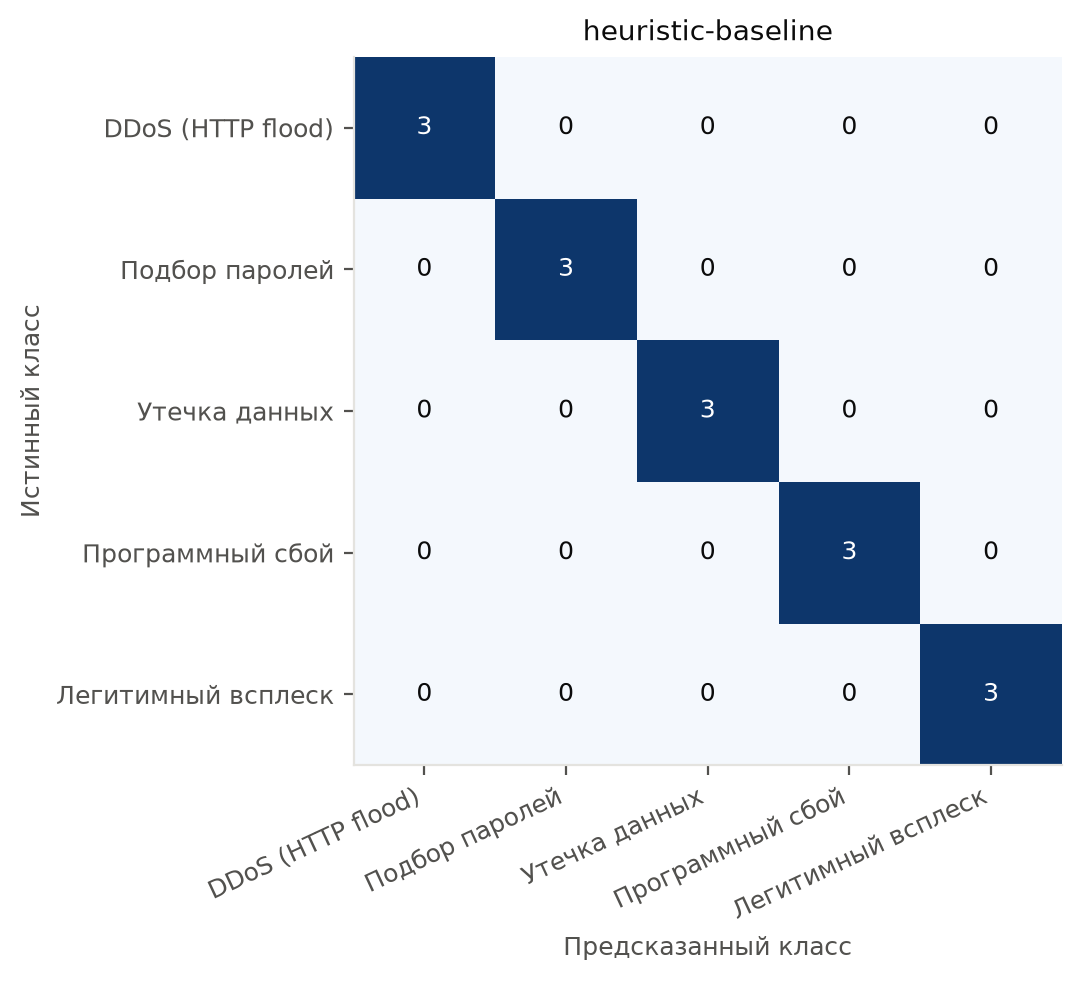 heuristic-baseline
Истинный класс
DDoS (HTTP flood) 3 0 0 0 0
Подбор паролей 0 3 0 0 0
Утечка данных 0 0 3 0 0
Программный сбой 0 0 0 3 0
Легитимный всплеск 0 0 0 0 3
DDoS (HTTP flood)
Подбор паролей
Утечка данных
Программный сбой
Легитимный всплеск
Предсказанный класс